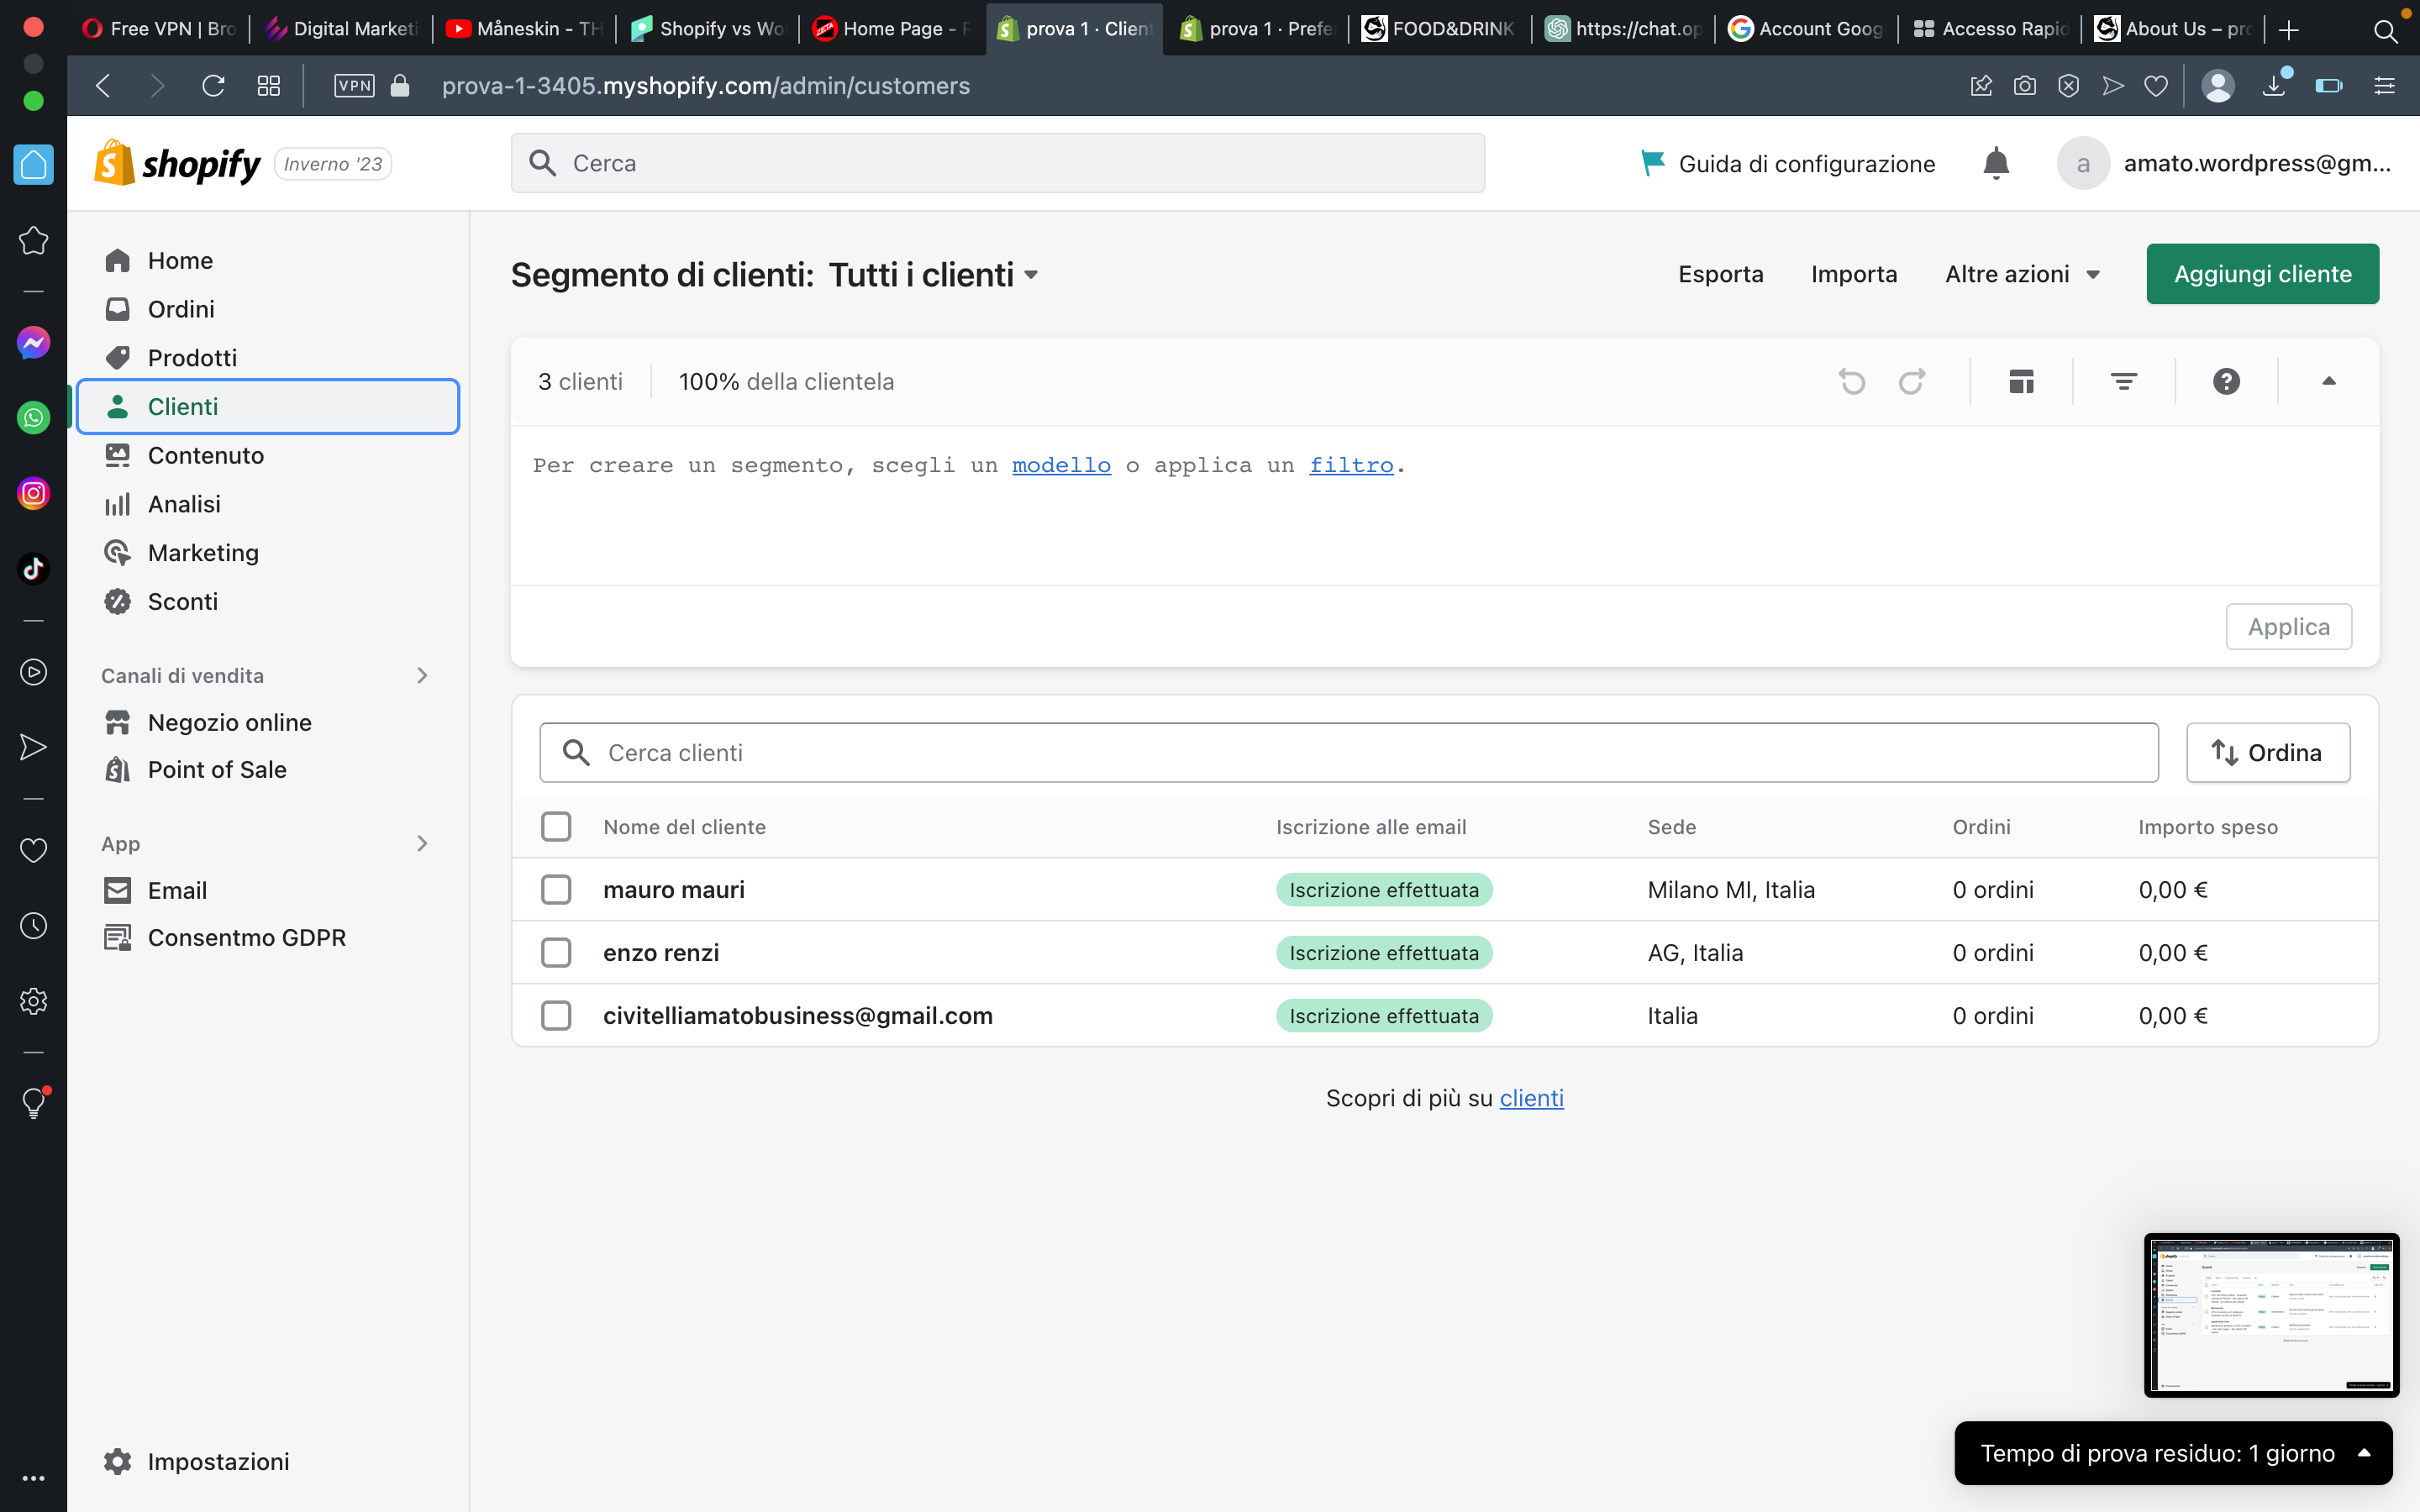 Free VPN | Bro
Digital Marketi
Måneskin - TH
Shopify vs Wo
Home Page - R
prova 1 · Client
prova 1 · Prefe
FOOD&DRINK
https://chat.op
Account Goog
Accesso Rapid
About Us – pro
VPN
prova-1-3405.myshopify.com/admin/customers
shopify
Inverno '23
Cerca
Guida di configurazione
a
amato.wordpress@gm...
Home
Ordini
Prodotti
Clienti
Contenuto
Analisi
Marketing
Sconti
Canali di vendita
Negozio online
Point of Sale
App
Email
Consentmo GDPR
Impostazioni
Segmento di clienti: Tutti i clienti
Esporta
Importa
Altre azioni
Aggiungi cliente
3 clienti
100% della clientela
Per creare un segmento, scegli un modello o applica un filtro.
Applica
Cerca clienti
Ordina
Nome del cliente Iscrizione alle email Sede Ordini Importo speso
mauro mauri Iscrizione effettuata Milano MI, Italia 0 ordini 0,00 €
enzo renzi Iscrizione effettuata AG, Italia 0 ordini 0,00 €
civitelliamatobusiness@gmail.com Iscrizione effettuata Italia 0 ordini 0,00 €
Scopri di più su clienti
Tempo di prova residuo: 1 giorno